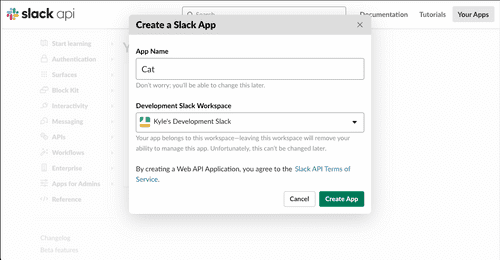 slack api
Search
Documentation
Tutorials
Your Apps
Create a Slack App
Start learning
Authentication
Surfaces
Block Kit
Interactivity
Messaging
APIs
Workflows
Enterprise
Apps for Admins
Reference
Changelog
Beta features
App Name
Cat
Don't worry; you'll be able to change this later.
Development Slack Workspace
Kyle's Development Slack
Your app belongs to this workspace—leaving this workspace will remove your
ability to manage this app. Unfortunately, this can't be changed later.
By creating a Web API Application, you agree to the Slack API Terms of
Service.
Cancel
Create App